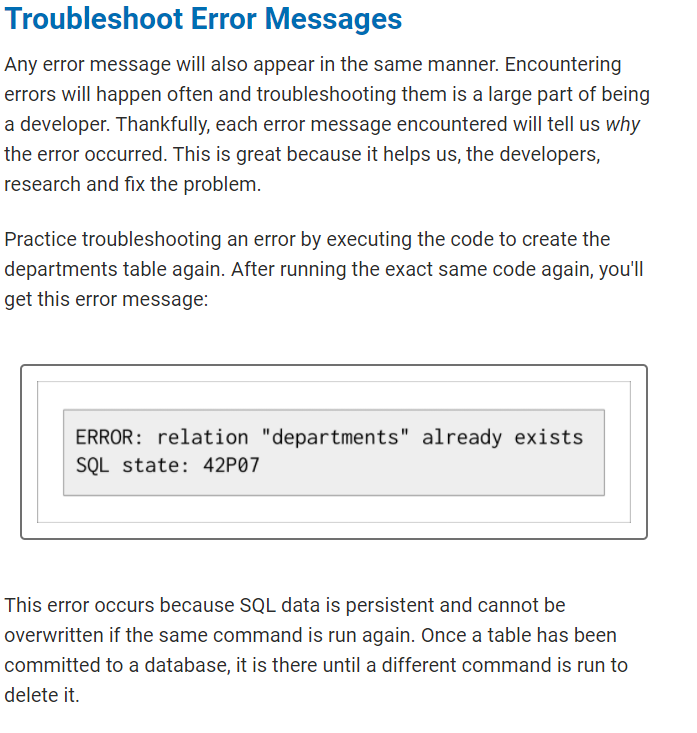 Troubleshoot Error Messages
Any error message will also appear in the same manner. Encountering
errors will happen often and troubleshooting them is a large part of being
a developer. Thankfully, each error message encountered will tell us why
the error occurred. This is great because it helps us, the developers,
research and fix the problem.
Practice troubleshooting an error by executing the code to create the
departments table again. After running the exact same code again, you'll
get this error message:
ERROR: relation "departments" already exists
SQL state: 42P07
This error occurs because SQL data is persistent and cannot be
overwritten if the same command is run again. Once a table has been
committed to a database, it is there until a different command is run to
delete it.